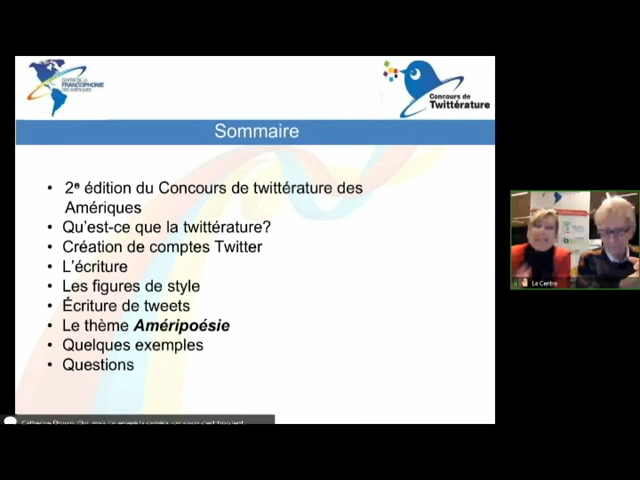 CENTRE DE LA
FRANCOPHONIE
DES AMÉRIQUES
Concours de
Twittérature
Sommaire
• 2e édition du Concours de twittérature des
Amériques
• Qu'est-ce que la twittérature?
• Création de comptes Twitter
• L'écriture
• Les figures de style
• Écriture de tweets
• Le thème Améripoésie
• Quelques exemples
• Questions
Le Centre